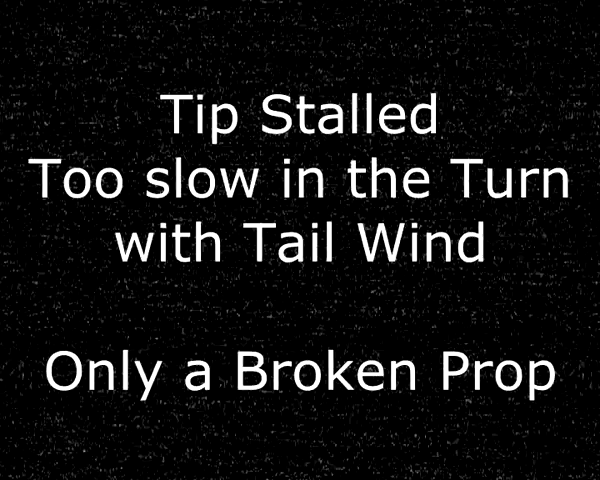 Tip Stalled
Too slow in the Turn
with Tail Wind
Only a Broken Prop